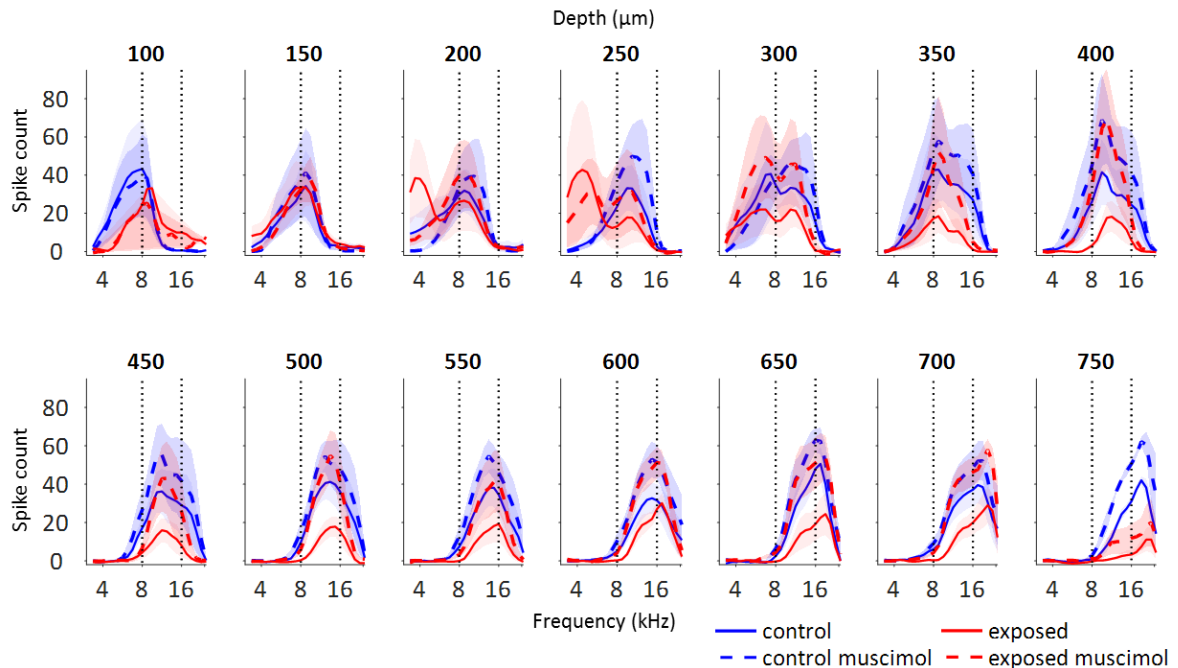 Depth (μm)
100 150 200 250 300 350 400
Spike count
80
60
40
20
0
4 8 16 4 8 16 4 8 16 4 8 16 4 8 16 4 8 16 4 8 16
450 500 550 600 650 700 750
Spike count
80
60
40
20
0
4 8 16 4 8 16 4 8 16 4 8 16 4 8 16 4 8 16 4 8 16
Frequency (kHz)
control exposed
control muscimol exposed muscimol